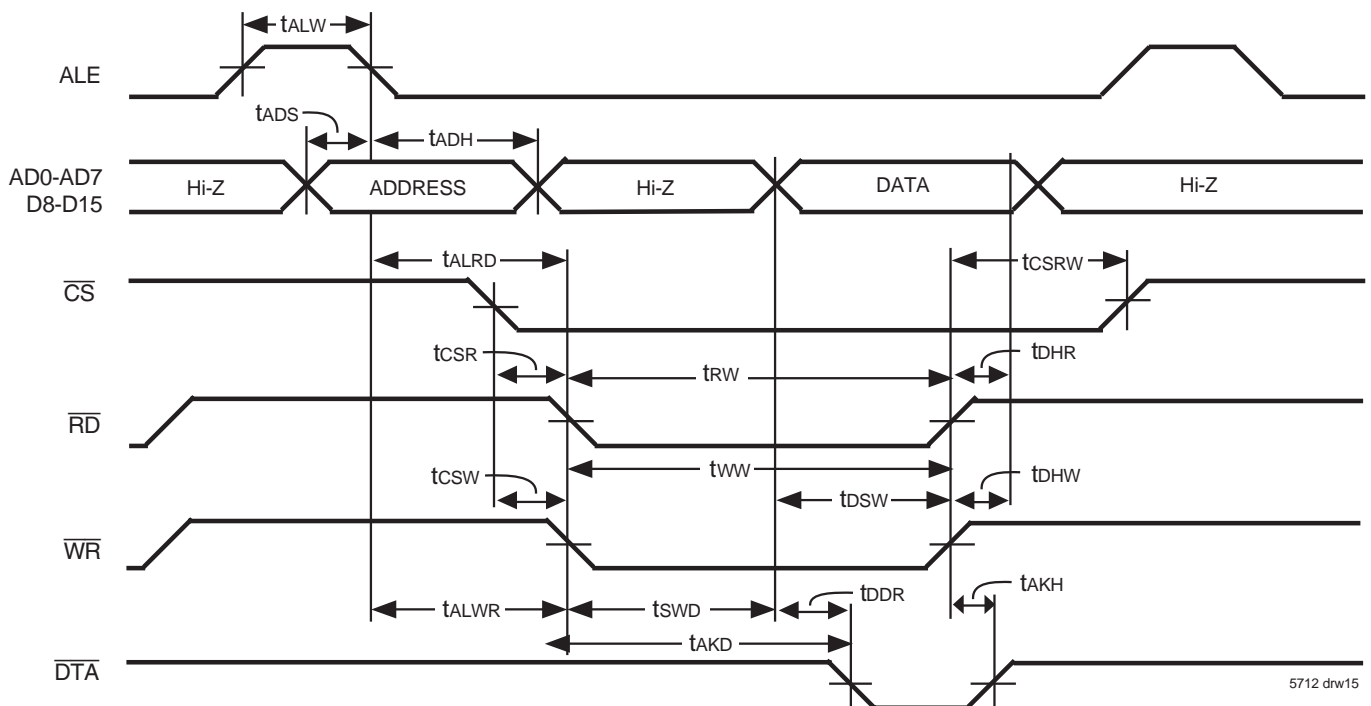 tALW
ALE
tADS
tADH
AD0-AD7
D8-D15
Hi-Z
ADDRESS
Hi-Z
DATA
Hi-Z
tALRD
tCSRW
CS
tCSR
tRW
tDHR
RD
tCSW
tWW
tDHW
tDSW
WR
tALWR
tSWD
tDDR
tAKH
tAKD
DTA
5712 drw15